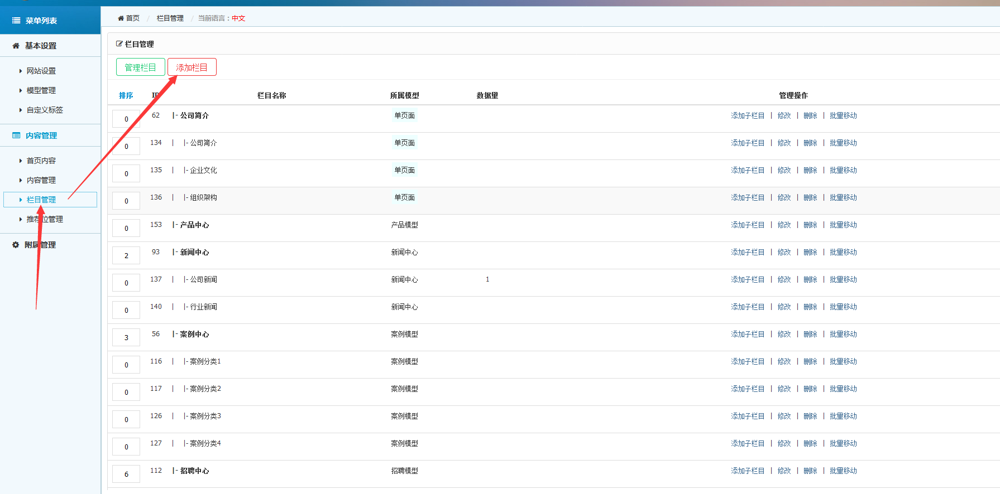 菜单列表
首页 / 栏目管理 / 当前语言：中文
基本设置
网站设置
模型管理
自定义标签
内容管理
首页内容
内容管理
栏目管理
推荐位管理
附属管理
栏目管理
管理栏目 添加栏目
排序 ID 栏目名称 所属模型 数据量 管理操作
0 62 |- 公司简介 单页面 添加子栏目 | 修改 | 删除 | 批量移动
0 134 | |- 公司简介 单页面 添加子栏目 | 修改 | 删除 | 批量移动
0 135 | |- 企业文化 单页面 添加子栏目 | 修改 | 删除 | 批量移动
0 136 | |- 组织架构 单页面 添加子栏目 | 修改 | 删除 | 批量移动
0 153 |- 产品中心 产品模型 添加子栏目 | 修改 | 删除 | 批量移动
2 93 |- 新闻中心 新闻中心 添加子栏目 | 修改 | 删除 | 批量移动
0 137 | |- 公司新闻 新闻中心 1 添加子栏目 | 修改 | 删除 | 批量移动
0 140 | |- 行业新闻 新闻中心 添加子栏目 | 修改 | 删除 | 批量移动
3 56 |- 案例中心 案例模型 添加子栏目 | 修改 | 删除 | 批量移动
0 116 | |- 案例分类1 案例模型 添加子栏目 | 修改 | 删除 | 批量移动
0 117 | |- 案例分类2 案例模型 添加子栏目 | 修改 | 删除 | 批量移动
0 126 | |- 案例分类3 案例模型 添加子栏目 | 修改 | 删除 | 批量移动
0 127 | |- 案例分类4 案例模型 添加子栏目 | 修改 | 删除 | 批量移动
6 112 |- 招聘中心 招聘模型 添加子栏目 | 修改 | 删除 | 批量移动